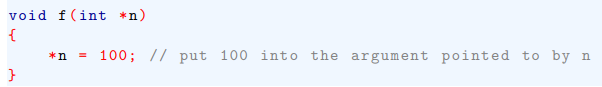 void f(int *n)
{
    *n = 100; // put 100 into the argument pointed to by n
}